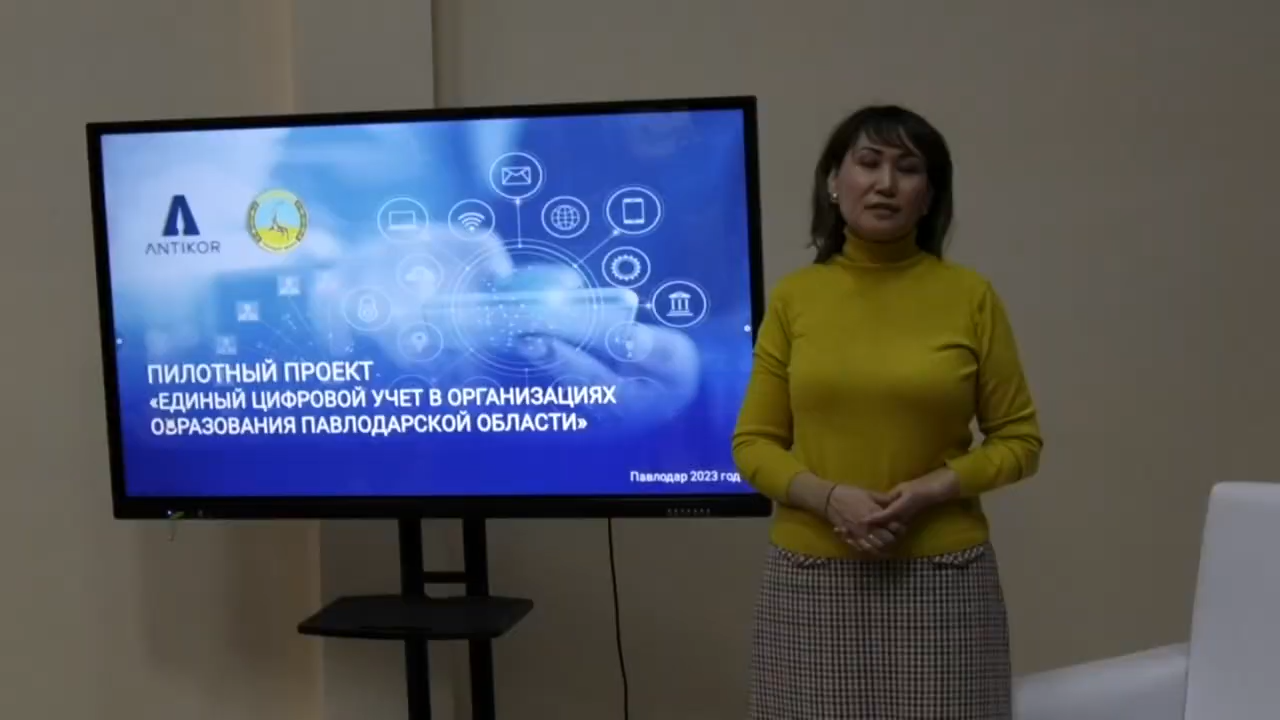 ANTIKOR
ПИЛОТНЫЙ ПРОЕКТ
«ЕДИНЫЙ ЦИФРОВОЙ УЧЕТ В ОРГАНИЗАЦИЯХ
ОБРАЗОВАНИЯ ПАВЛОДАРСКОЙ ОБЛАСТИ»
Павлодар 2023 год